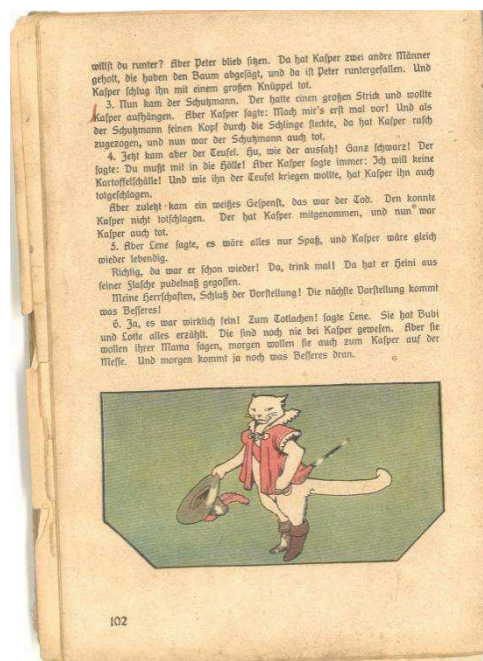 willst du runter? Aber Peter blieb sitzen. Da hat Kasper zwei andre Männer
geholt, die haben den Baum abgesägt, und da ist Peter runtergefallen. Und
Kasper schlug ihn mit einem großen Knüppel tot.
3. Nun kam der Schutzmann. Der hatte einen großen Strick und wollte
Kasper aufhängen. Aber Kasper sagte: Mach mir's erst mal vor! Und als
der Schutzmann seinen Kopf durch die Schlinge steckte, da hat Kasper rasch
zugezogen, und nun war der Schutzmann auch tot.
4. Jetzt kam aber der Teufel. Hu, wie der aussah! Ganz schwarz! Der
sagte: Du mußt mit in die Hölle! Aber Kasper sagte immer: Ich will keine
Kartoffelschälle! Und wie ihn der Teufel kriegen wollte, hat Kasper ihn auch
totgeschlagen.
Aber zuletzt kam ein weißes Gespenst, das war der Tod. Den konnte
Kasper nicht totschlagen. Der hat Kasper mitgenommen, und nun war
Kasper auch tot.
5. Aber Lene sagte, es wäre alles nur Spaß, und Kasper wäre gleich
wieder lebendig.
Richtig, da war er schon wieder! Da, trink mal! Da hat er Heini aus
seiner Flasche pudelnaß gegossen.
Meine Herrschaften, Schluß der Vorstellung! Die nächste Vorstellung kommt
was Besseres!
6. Ja, es war wirklich fein! Zum Totlachen! sagte Lene. Sie hat Bubi
und Lotte alles erzählt. Die sind noch nie bei Kasper gewesen. Aber sie
wollen ihrer Mama sagen, morgen wollen sie auch zum Kasper auf der
Messe. Und morgen kommt ja noch was Besseres dran.
102